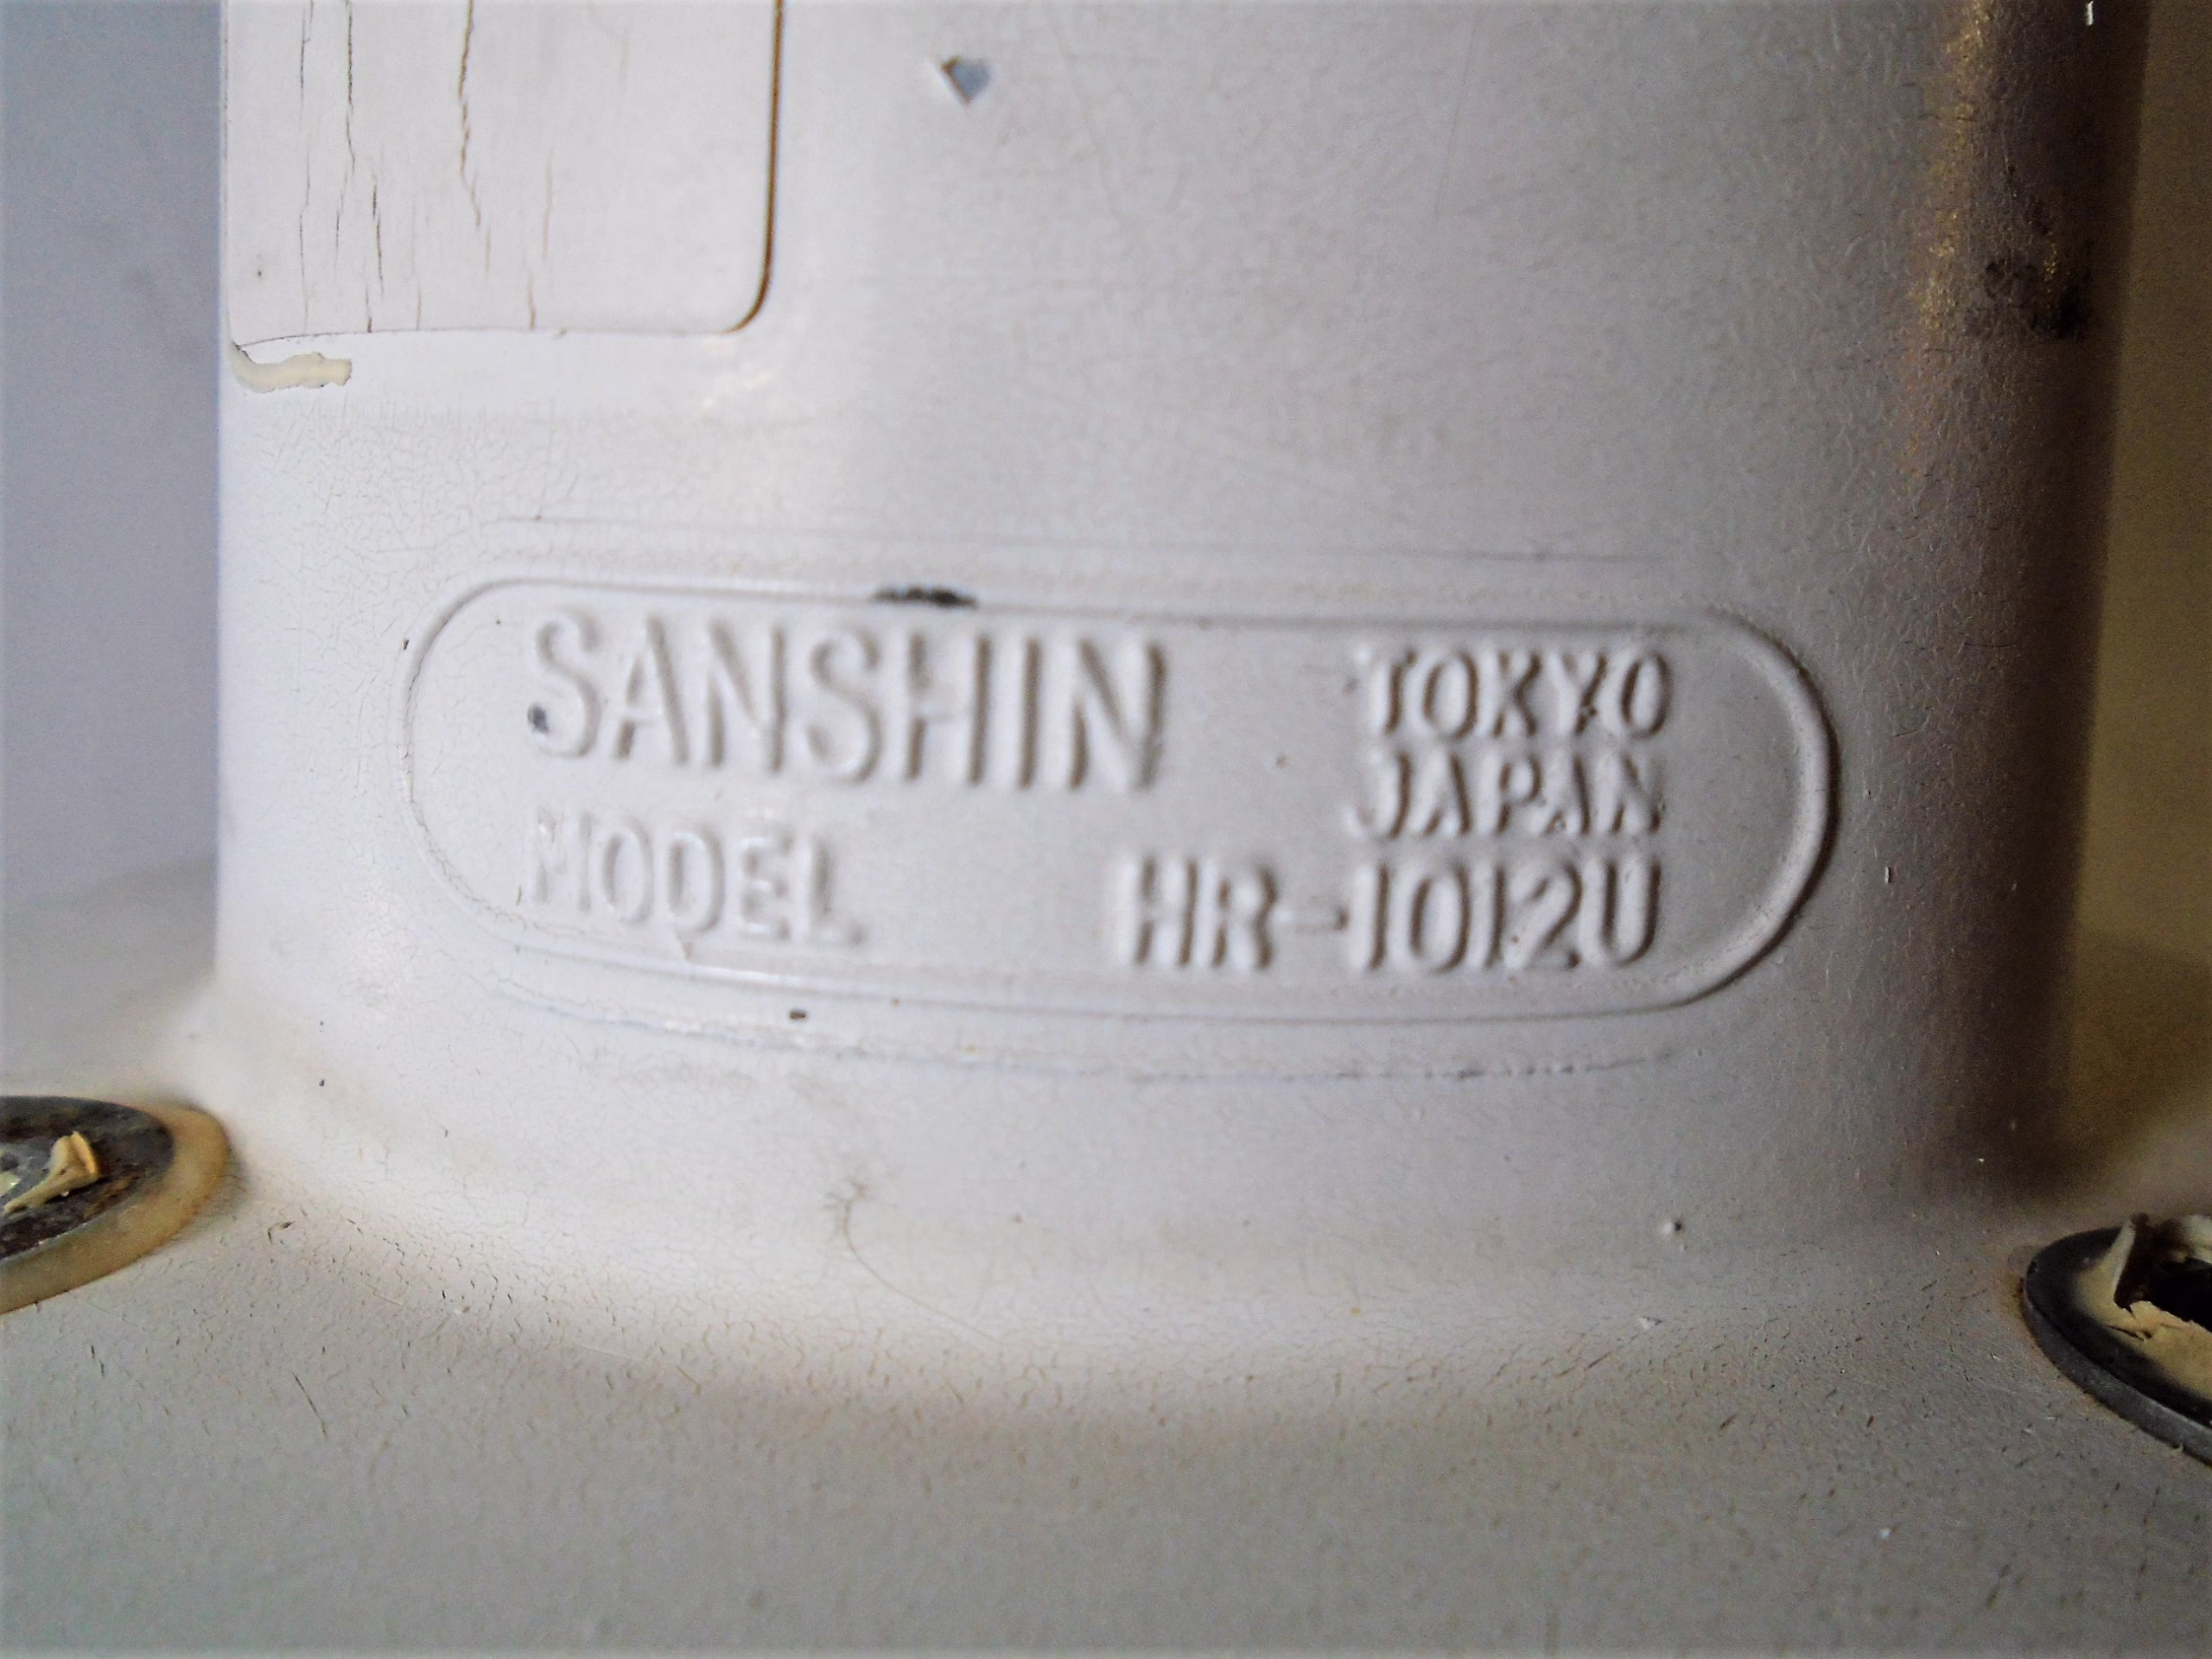 SANSHIN
TOKYO
JAPAN
MODEL HR-1012U